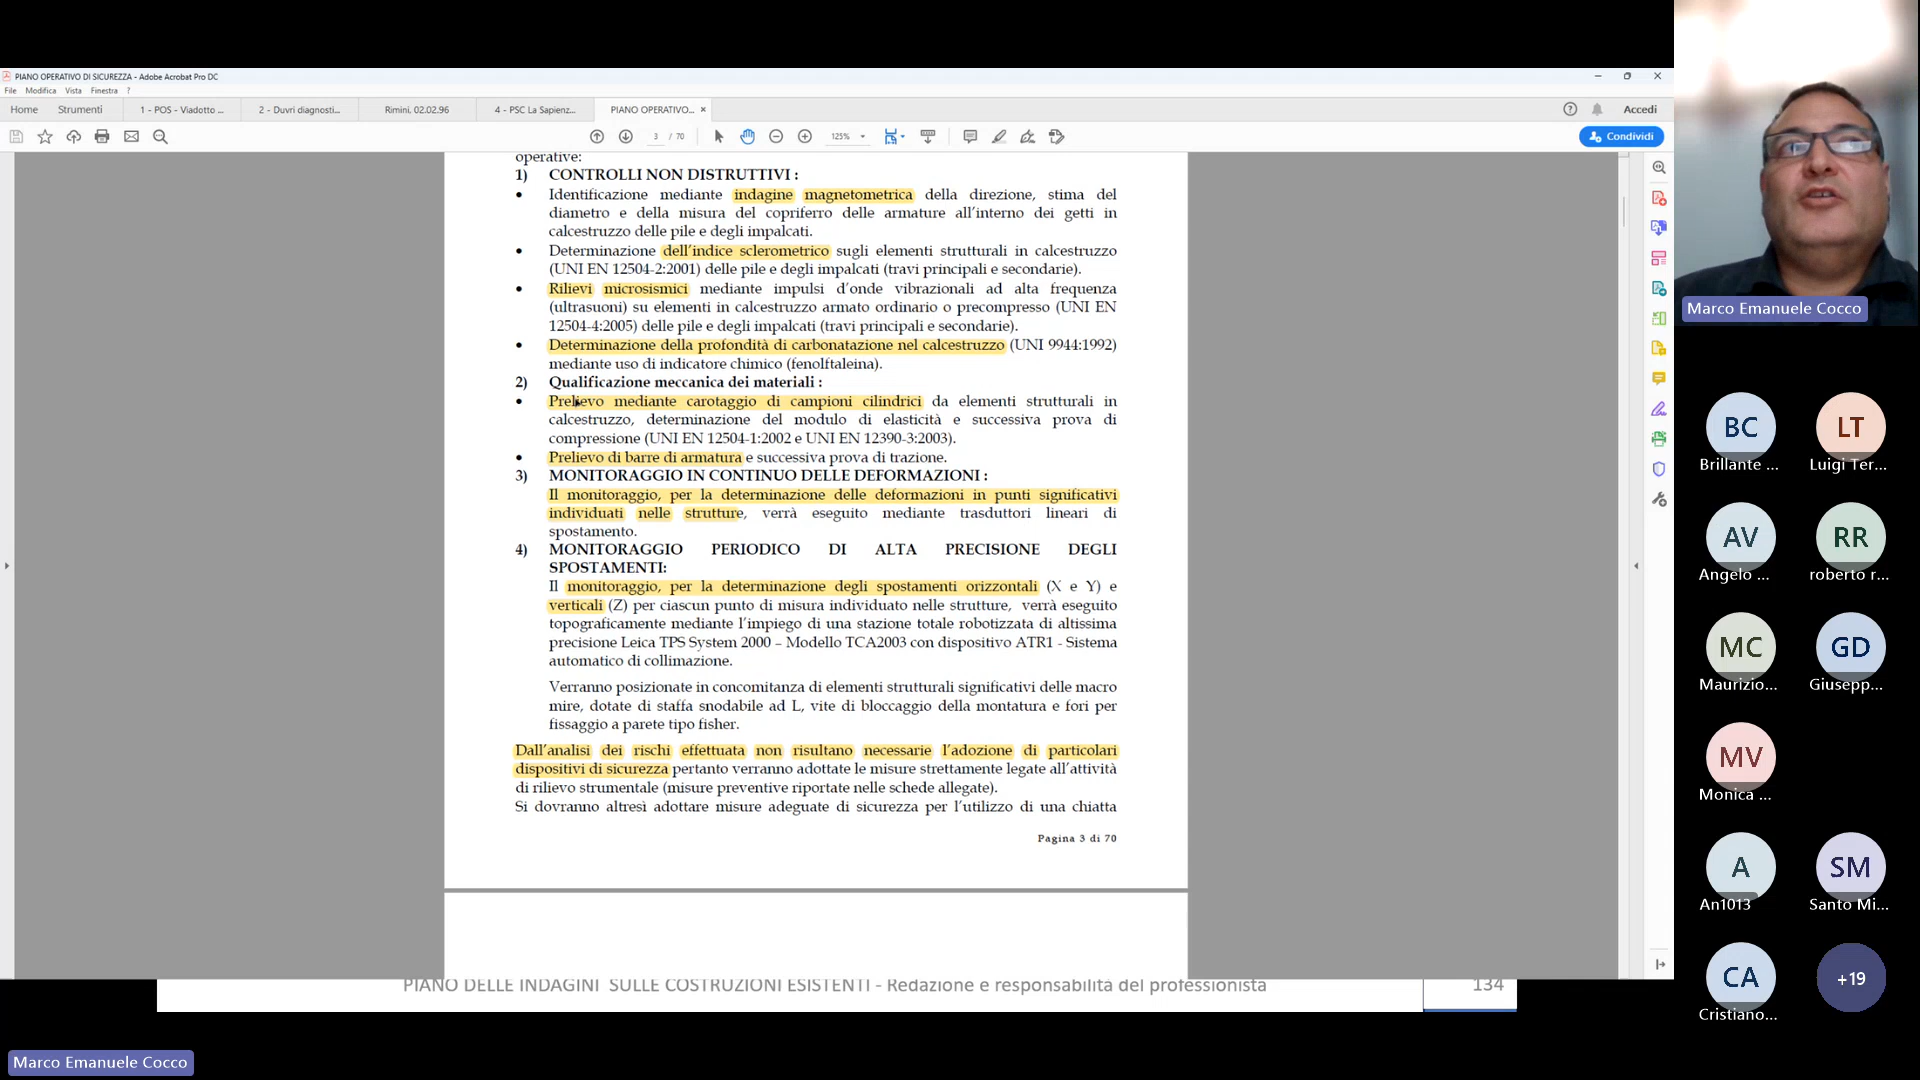 PIANO OPERATIVO DI SICUREZZA - Adobe Acrobat Pro DC
File Modifica Vista Finestra ?
Home Strumenti 1 - POS - Viadotto ... 2 - Duvri diagnosti... Rimini, 02.02.96 4 - PSC La Sapienz... PIANO OPERATIVO... × Accedi
3 / 70 125% Condividi
operative:
1) CONTROLLI NON DISTRUTTIVI :
• Identificazione mediante indagine magnetometrica della direzione, stima del
diametro e della misura del copriferro delle armature all'interno dei getti in
calcestruzzo delle pile e degli impalcati.
• Determinazione dell'indice sclerometrico sugli elementi strutturali in calcestruzzo
(UNI EN 12504-2:2001) delle pile e degli impalcati (travi principali e secondarie).
• Rilievi microsismici mediante impulsi d'onde vibrazionali ad alta frequenza
(ultrasuoni) su elementi in calcestruzzo armato ordinario o precompresso (UNI EN
12504-4:2005) delle pile e degli impalcati (travi principali e secondarie).
• Determinazione della profondità di carbonatazione nel calcestruzzo (UNI 9944:1992)
mediante uso di indicatore chimico (fenolftaleina).
2) Qualificazione meccanica dei materiali :
• Prelievo mediante carotaggio di campioni cilindrici da elementi strutturali in
calcestruzzo, determinazione del modulo di elasticità e successiva prova di
compressione (UNI EN 12504-1:2002 e UNI EN 12390-3:2003).
• Prelievo di barre di armatura e successiva prova di trazione.
3) MONITORAGGIO IN CONTINUO DELLE DEFORMAZIONI :
Il monitoraggio, per la determinazione delle deformazioni in punti significativi
individuati nelle strutture, verrà eseguito mediante trasduttori lineari di
spostamento.
4) MONITORAGGIO PERIODICO DI ALTA PRECISIONE DEGLI
SPOSTAMENTI:
Il monitoraggio, per la determinazione degli spostamenti orizzontali (X e Y) e
verticali (Z) per ciascun punto di misura individuato nelle strutture, verrà eseguito
topograficamente mediante l'impiego di una stazione totale robotizzata di altissima
precisione Leica TPS System 2000 – Modello TCA2003 con dispositivo ATR1 - Sistema
automatico di collimazione.
Verranno posizionate in concomitanza di elementi strutturali significativi delle macro
mire, dotate di staffa snodabile ad L, vite di bloccaggio della montatura e fori per
fissaggio a parete tipo fisher.
Dall'analisi dei rischi effettuata non risultano necessarie l'adozione di particolari
dispositivi di sicurezza pertanto verranno adottate le misure strettamente legate all'attività
di rilievo strumentale (misure preventive riportate nelle schede allegate).
Si dovranno altresì adottare misure adeguate di sicurezza per l'utilizzo di una chiatta
Pagina 3 di 70
PIANO DELLE INDAGINI SULLE COSTRUZIONI ESISTENTI - Redazione e responsabilità del professionista 134
Marco Emanuele Cocco
Marco Emanuele Cocco
BC LT
Brillante ... Luigi Ter...
AV RR
Angelo ... roberto r...
MC GD
Maurizio... Giusepp...
MV
Monica ...
A SM
An1013 Santo Mi...
CA +19
Cristiano...